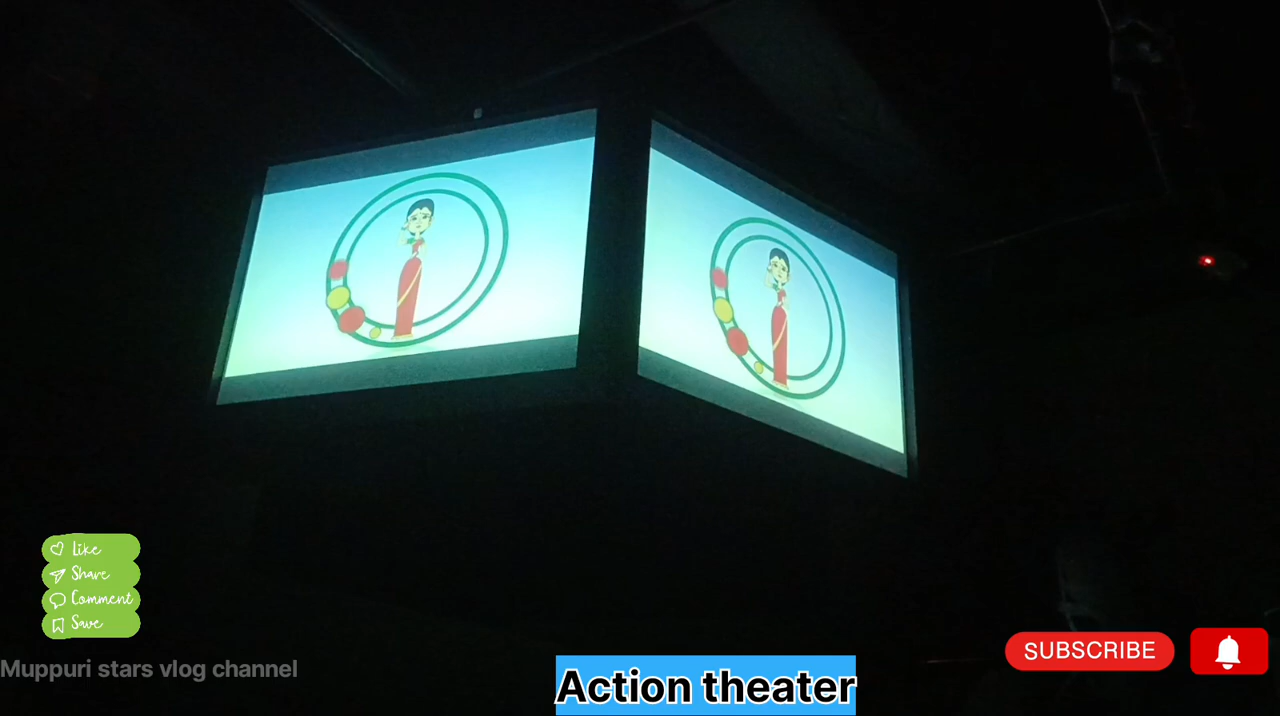 Like
Share
Comment
Save
SUBSCRIBE
Muppuri stars vlog channel
Action theater